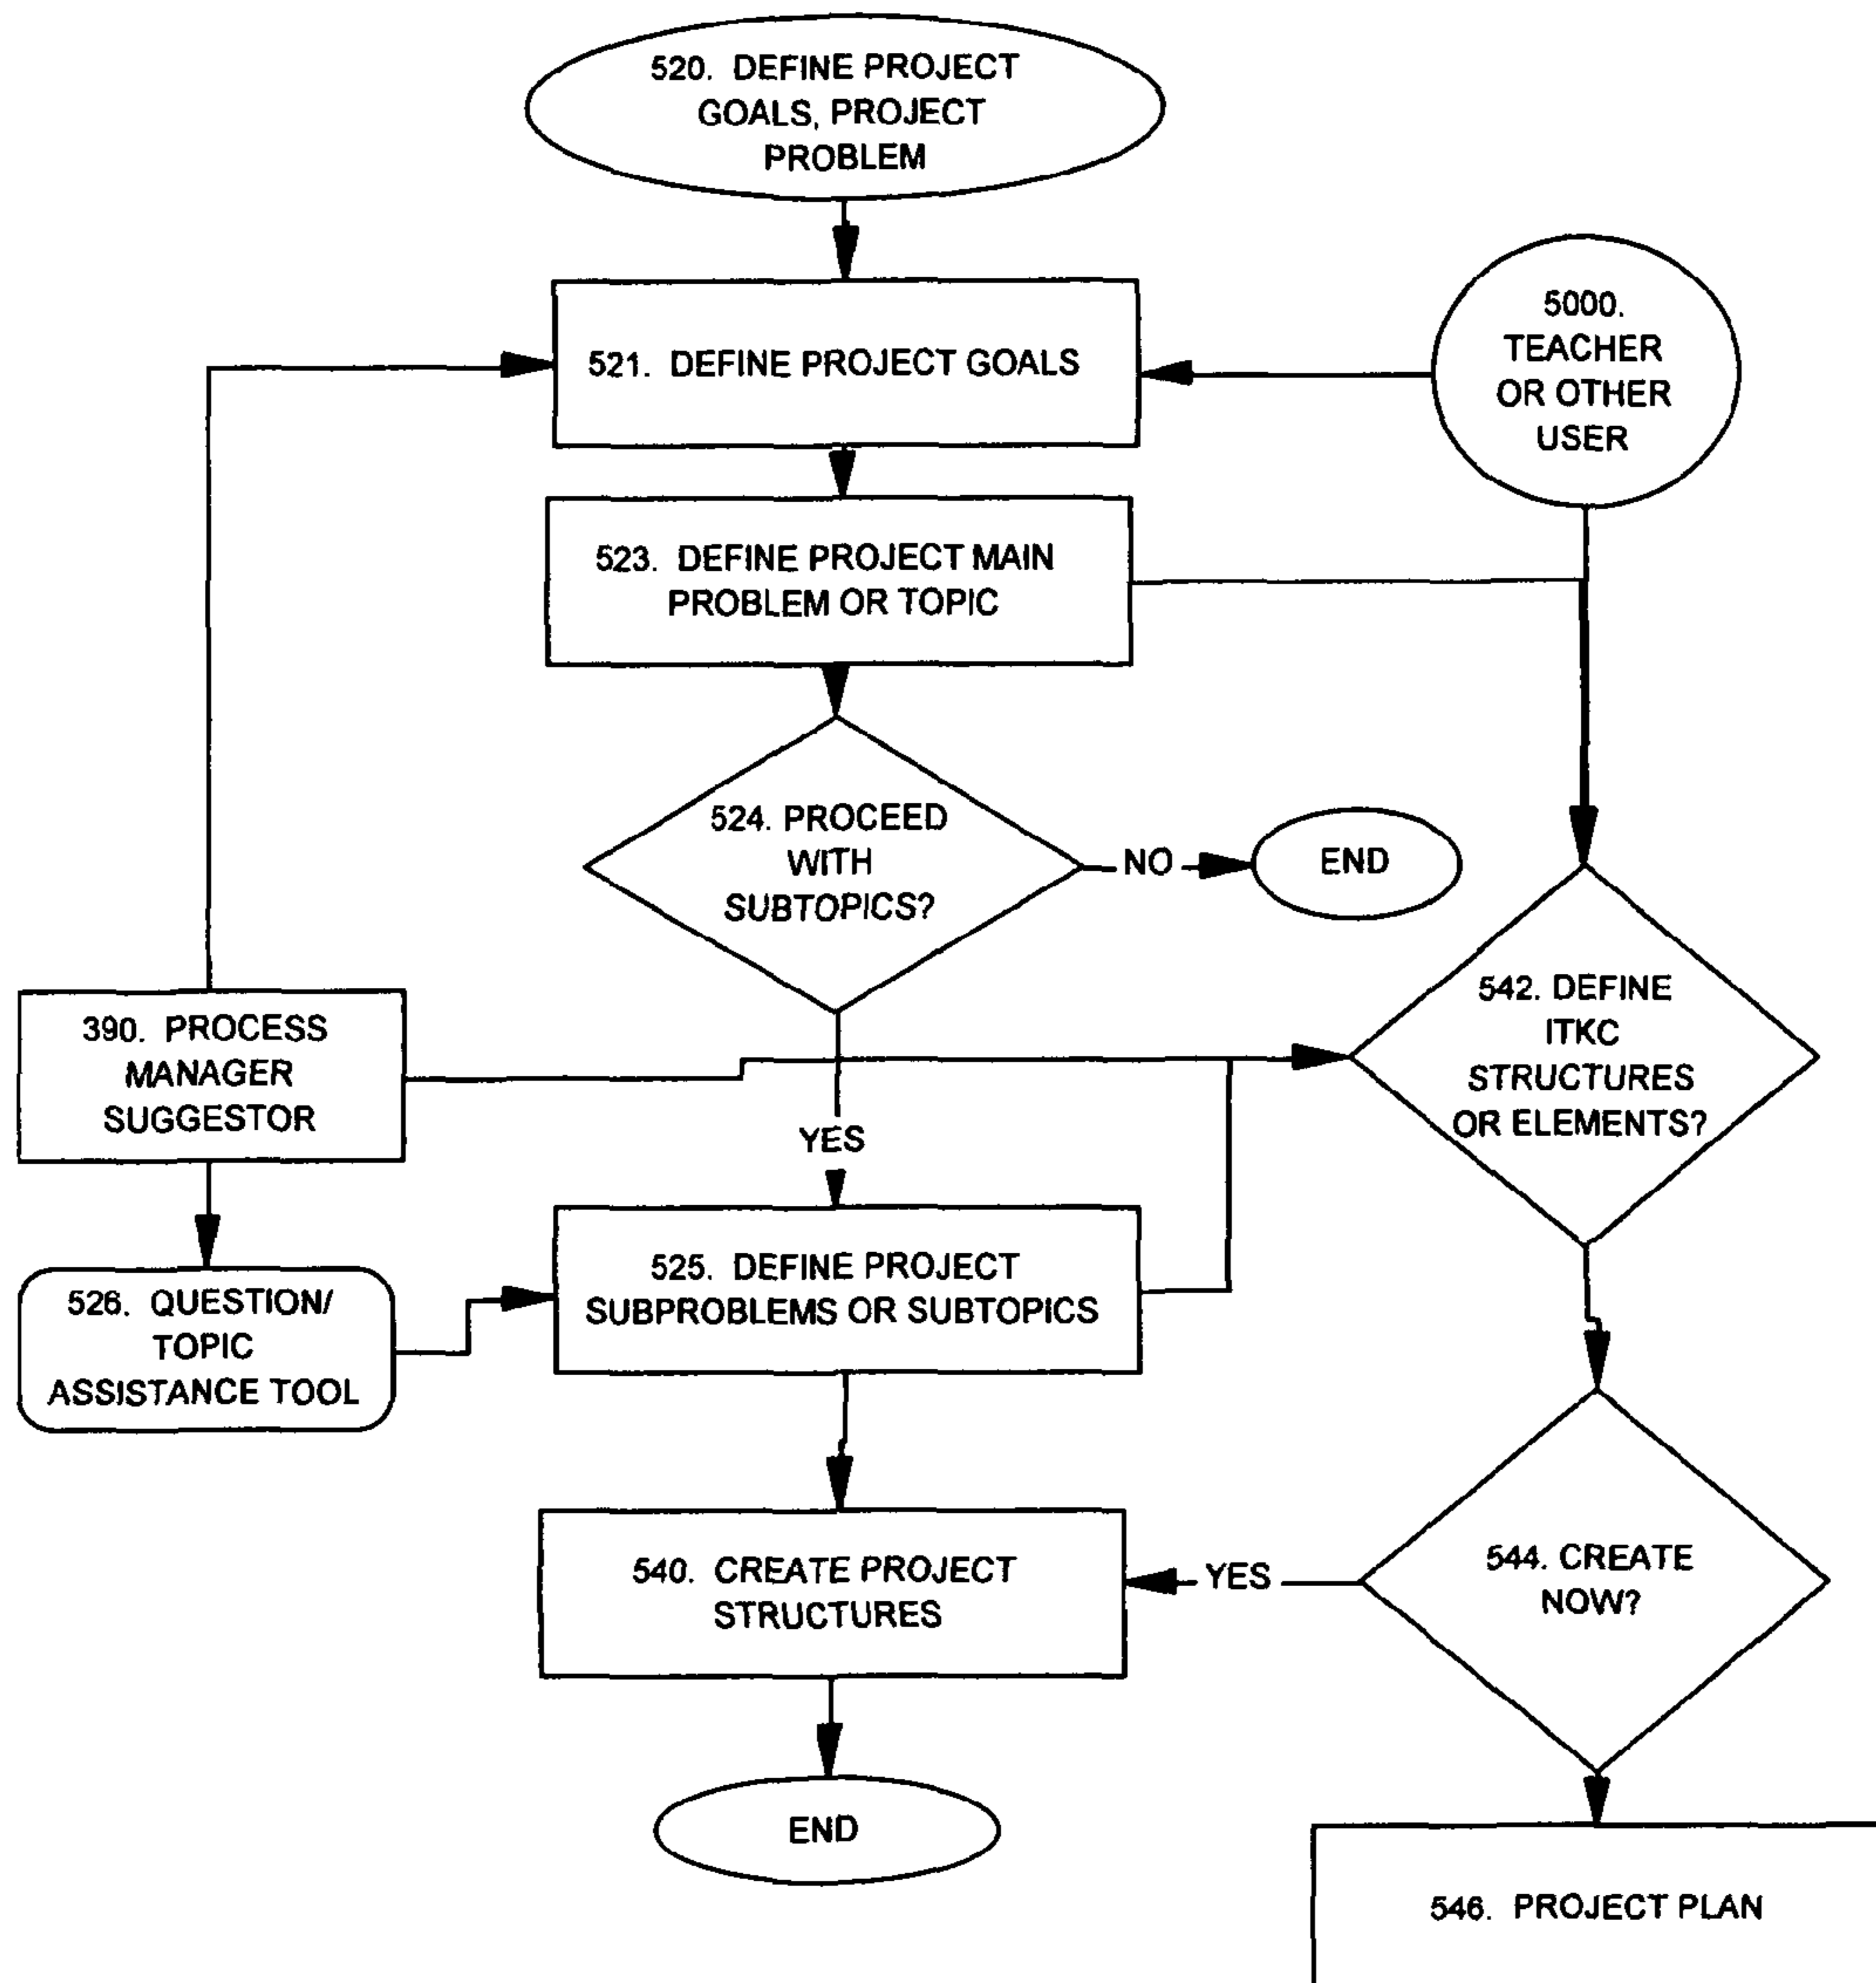 520. DEFINE PROJECT
GOALS, PROJECT
PROBLEM
5000.
TEACHER
OR OTHER
USER
521. DEFINE PROJECT GOALS
523. DEFINE PROJECT MAIN
PROBLEM OR TOPIC
524. PROCEED
WITH
SUBTOPICS?
NO
END
542. DEFINE
ITKC
STRUCTURES
OR ELEMENTS?
390. PROCESS
MANAGER
SUGGESTOR
YES
525. DEFINE PROJECT
SUBPROBLEMS OR SUBTOPICS
526. QUESTION/
TOPIC
ASSISTANCE TOOL
540. CREATE PROJECT
STRUCTURES
YES
544. CREATE
NOW?
END
546. PROJECT PLAN